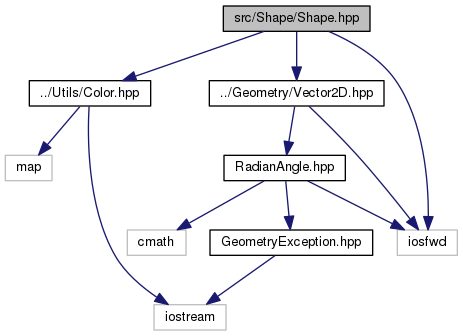 src/Shape/Shape.hpp
../Utils/Color.hpp
../Geometry/Vector2D.hpp
map
RadianAngle.hpp
cmath
GeometryException.hpp
iosfwd
iostream